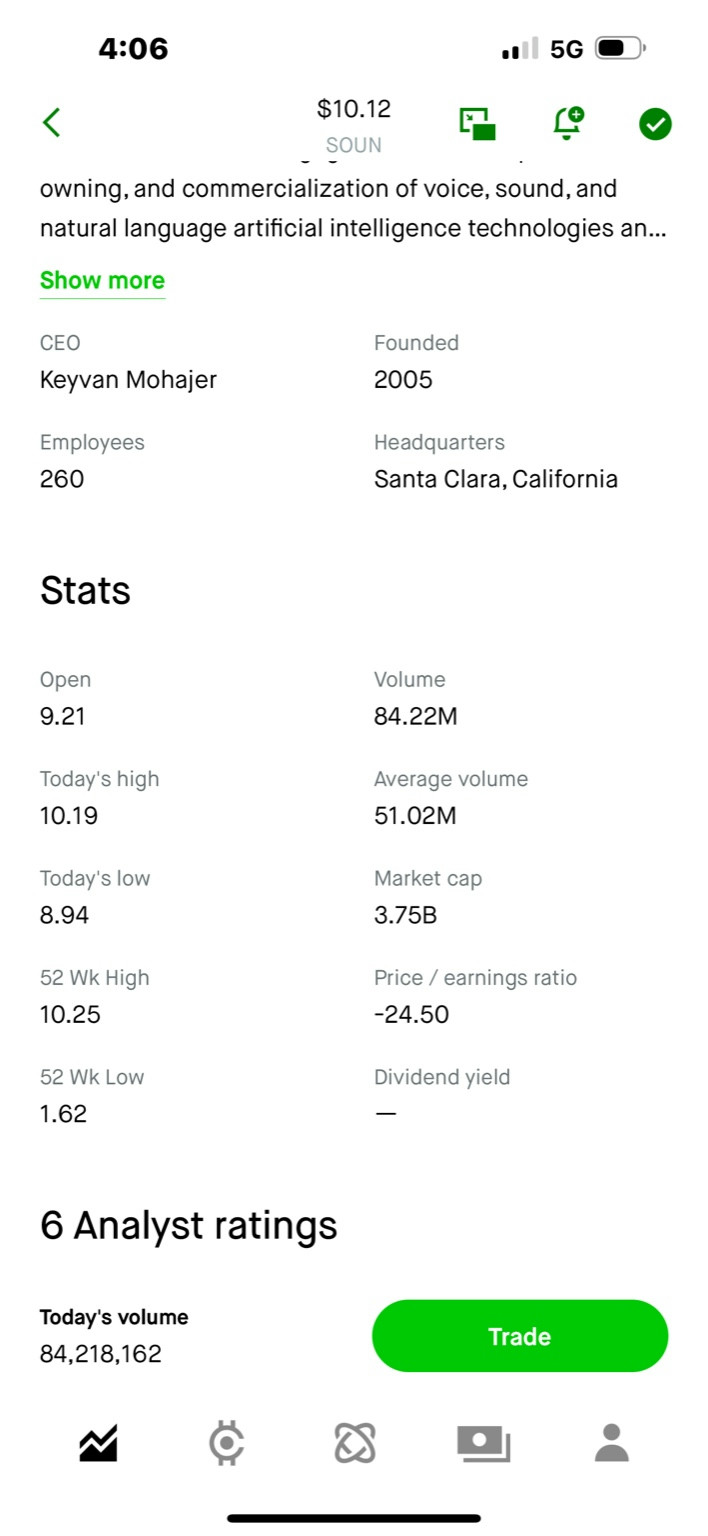 4:06
5G
$10.12
SOUN
owning, and commercialization of voice, sound, and
natural language artificial intelligence technologies an...
Show more
CEO
Founded
Keyvan Mohajer
2005
Employees
Headquarters
260
Santa Clara, California
Stats
Open
Volume
9.21
84.22M
Today's high
Average volume
10.19
51.02M
Today's low
Market cap
8.94
3.75B
52 Wk High
Price / earnings ratio
10.25
-24.50
52 Wk Low
Dividend yield
1.62
—
6 Analyst ratings
Today's volume
84,218,162
Trade